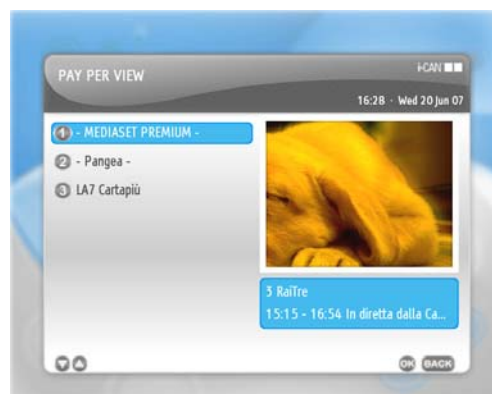 PAY PER VIEW
i-CAN
16:28 - Wed 20 Jun 07
1 - MEDIASET PREMIUM -
2 - Pangea -
3 LA7 Cartapiù
3 RaiTre
15:15 - 16:54 In diretta dalla Ca...
OK BACK